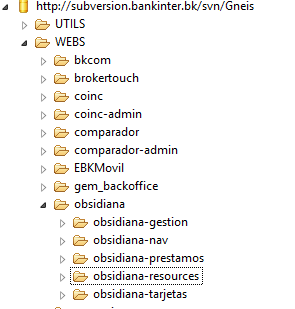 http://subversion.bankinter.bk/svn/Gneis
UTILS
WEBS
bkcom
brokertouch
coinc
coinc-admin
comparador
comparador-admin
EBKMovil
gem_backoffice
obsidiana
obsidiana-gestion
obsidiana-nav
obsidiana-prestamos
obsidiana-resources
obsidiana-tarjetas